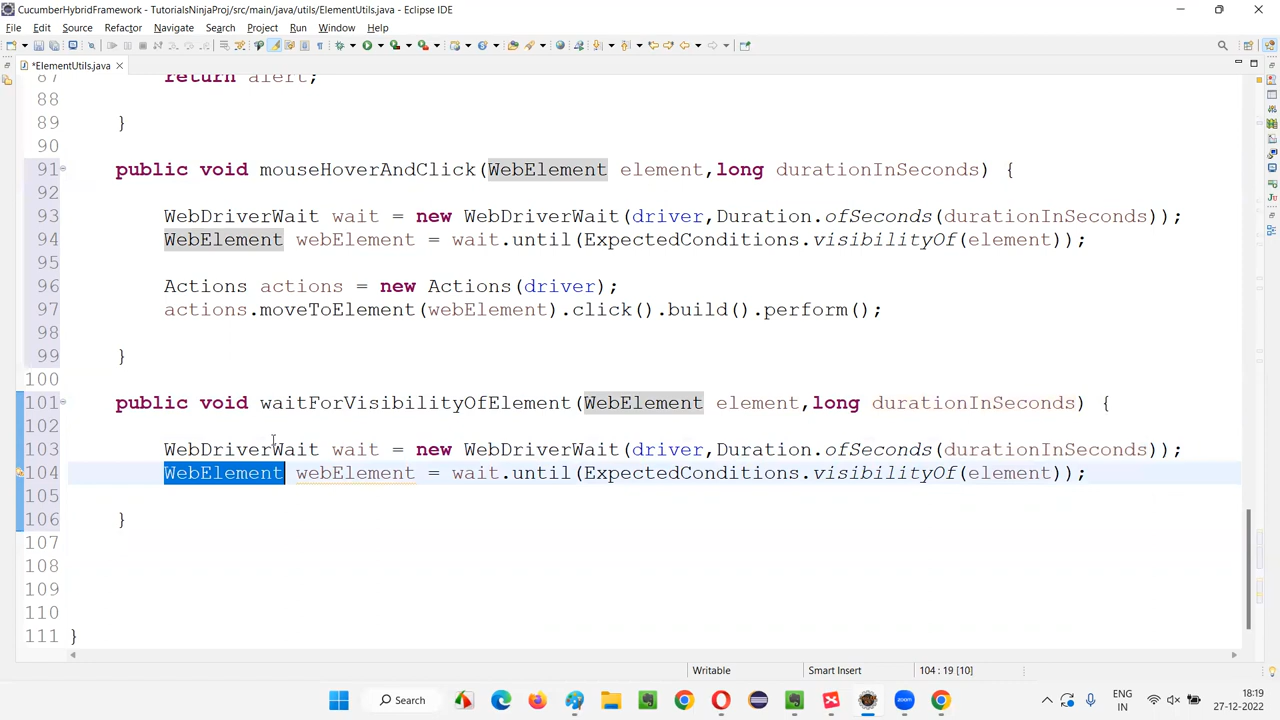 CucumberHybridFramework - TutorialsNinjaProj/src/main/java/utils/ElementUtils.java - Eclipse IDE
File Edit Source Refactor Navigate Search Project Run Window Help
*ElementUtils.java
87 return alert;
88
89 }
90
91 public void mouseHoverAndClick(WebElement element,long durationInSeconds) {
92
93 WebDriverWait wait = new WebDriverWait(driver,Duration.ofSeconds(durationInSeconds));
94 WebElement webElement = wait.until(ExpectedConditions.visibilityOf(element));
95
96 Actions actions = new Actions(driver);
97 actions.moveToElement(webElement).click().build().perform();
98
99 }
100
101 public void waitForVisibilityOfElement(WebElement element,long durationInSeconds) {
102
103 WebDriverWait wait = new WebDriverWait(driver,Duration.ofSeconds(durationInSeconds));
104 WebElement webElement = wait.until(ExpectedConditions.visibilityOf(element));
105
106 }
107
108
109
110
111 }
Writable Smart Insert 104 : 19 [10]
Search ENG IN 18:19 27-12-2022